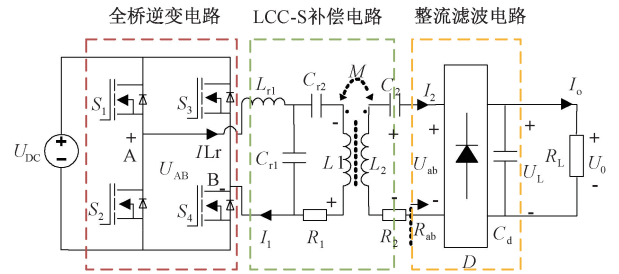 全桥逆变电路 LCC-S补偿电路 整流滤波电路
Lr1 Cr2 M C2 I2 Io
S1 S3
+ A ILr Cr1 L1 L2 Uab UL RL U0
UDC UAB
B
S2 S4
I1 R1 R2 Rab Cd
D